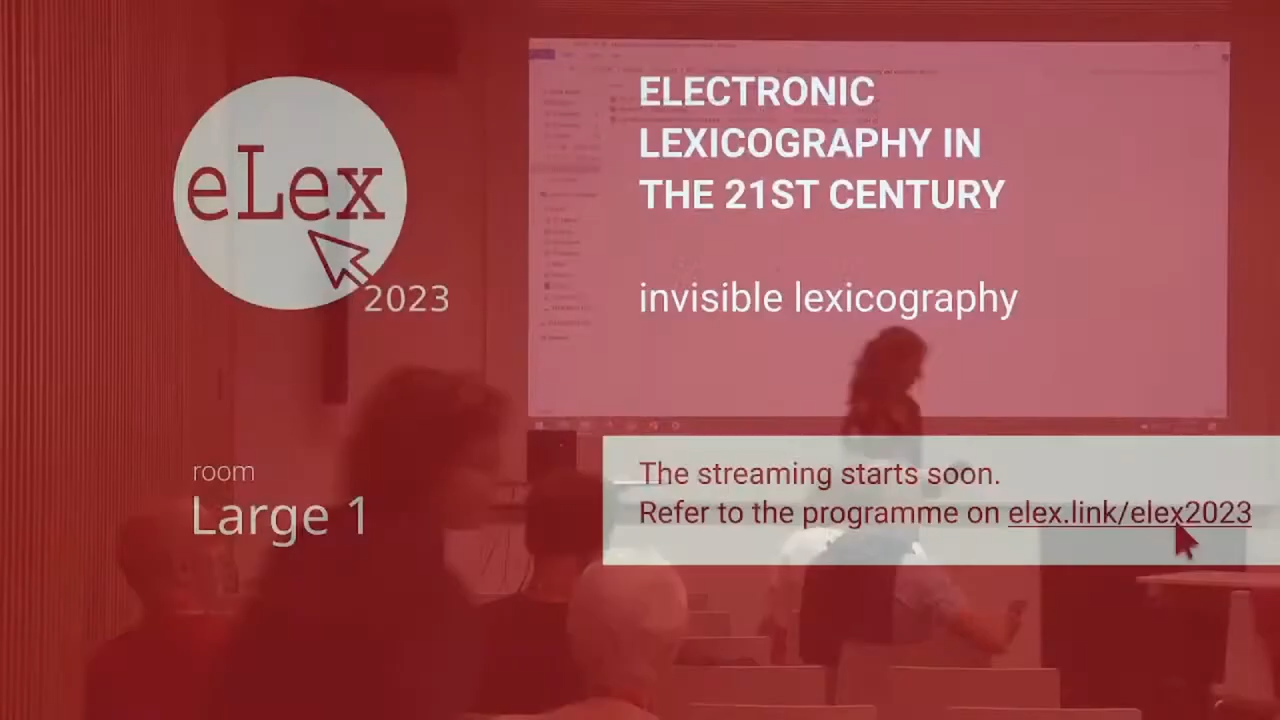 eLex
2023
ELECTRONIC
LEXICOGRAPHY IN
THE 21ST CENTURY
invisible lexicography
room
Large 1
The streaming starts soon.
Refer to the programme on elex.link/elex2023